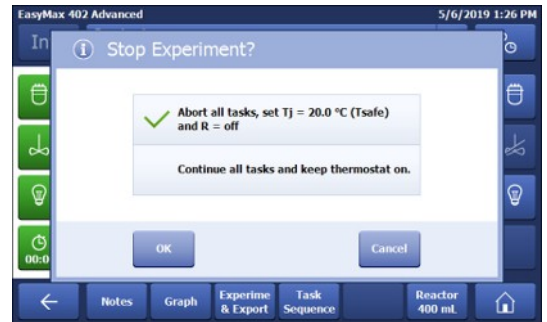 EasyMax 402 Advanced
5/6/2019 1:26 PM
In
Stop Experiment?
Abort all tasks, set Tj = 20.0 °C (Tsafe)
and R = off
Continue all tasks and keep thermostat on.
00:0
OK
Cancel
Notes
Graph
Experime
& Export
Task
Sequence
Reactor
400 mL